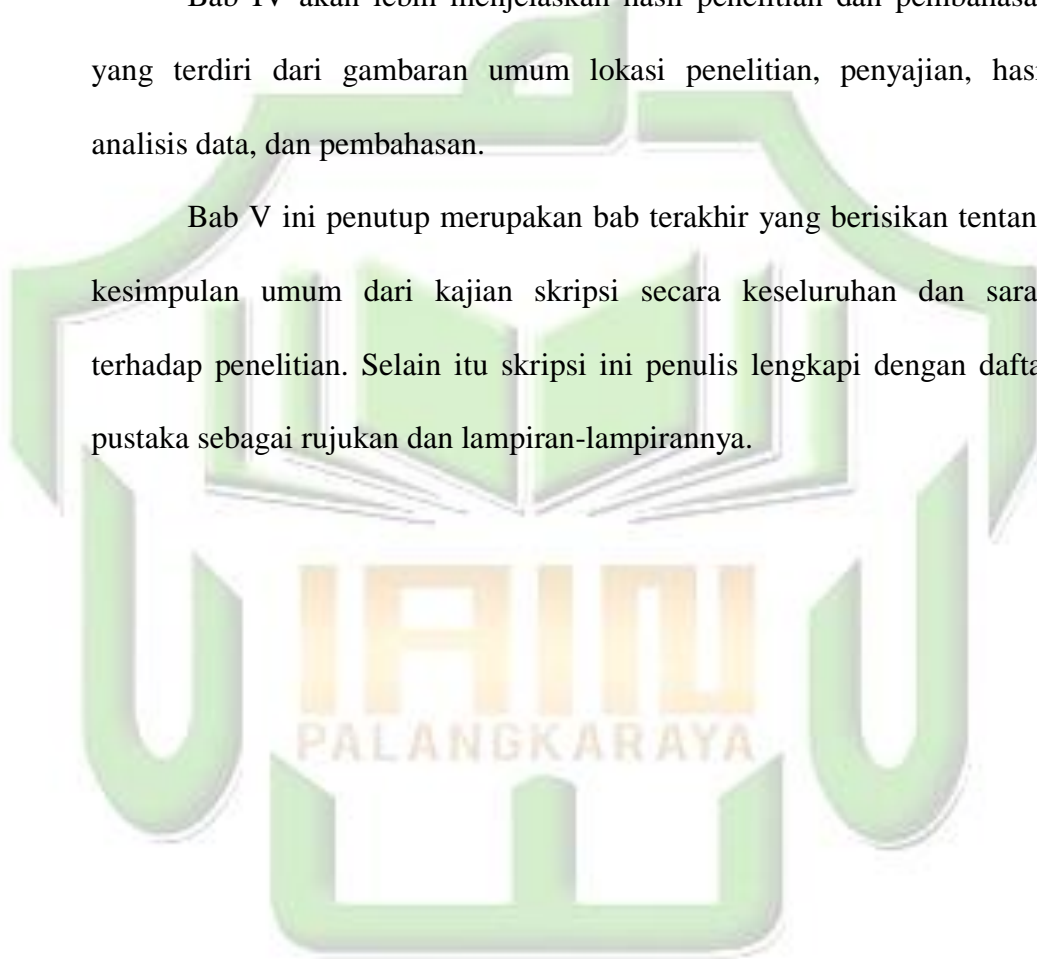 Bab IV akan lebih menjelaskan hasil penelitian dan pembahasa
yang terdiri dari gambaran umum lokasi penelitian, penyajian, hasi
analisis data, dan pembahasan.
Bab V ini penutup merupakan bab terakhir yang berisikan tentan
kesimpulan umum dari kajian skripsi secara keseluruhan dan sara
terhadap penelitian. Selain itu skripsi ini penulis lengkapi dengan dafta
pustaka sebagai rujukan dan lampiran-lampirannya.
IAIN
PALANGKARAYA